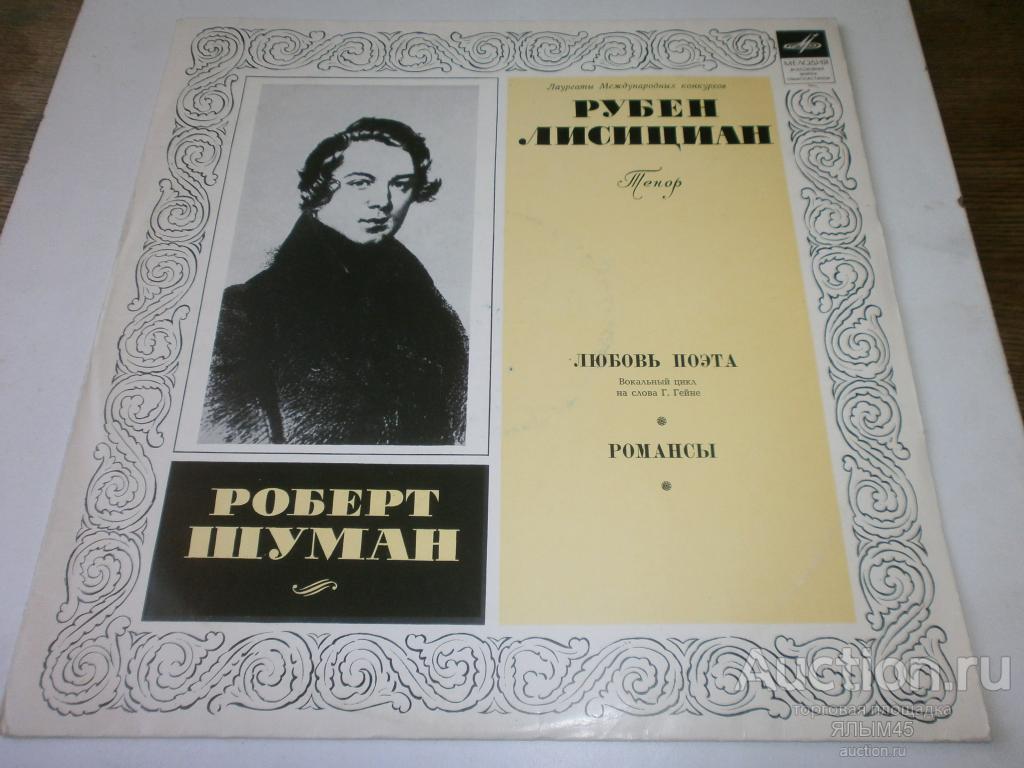 МЕЛОДИЯ
Лауреаты Международных конкурсов
РУБЕН
ЛИСИЦИАН
Тенор
ЛЮБОВЬ ПОЭТА
Вокальный цикл
на слова Г. Гейне
РОМАНСЫ
РОБЕРТ
ШУМАН
Auction.ru
торговая площадка
ЯЛЫМ45
auction.ru